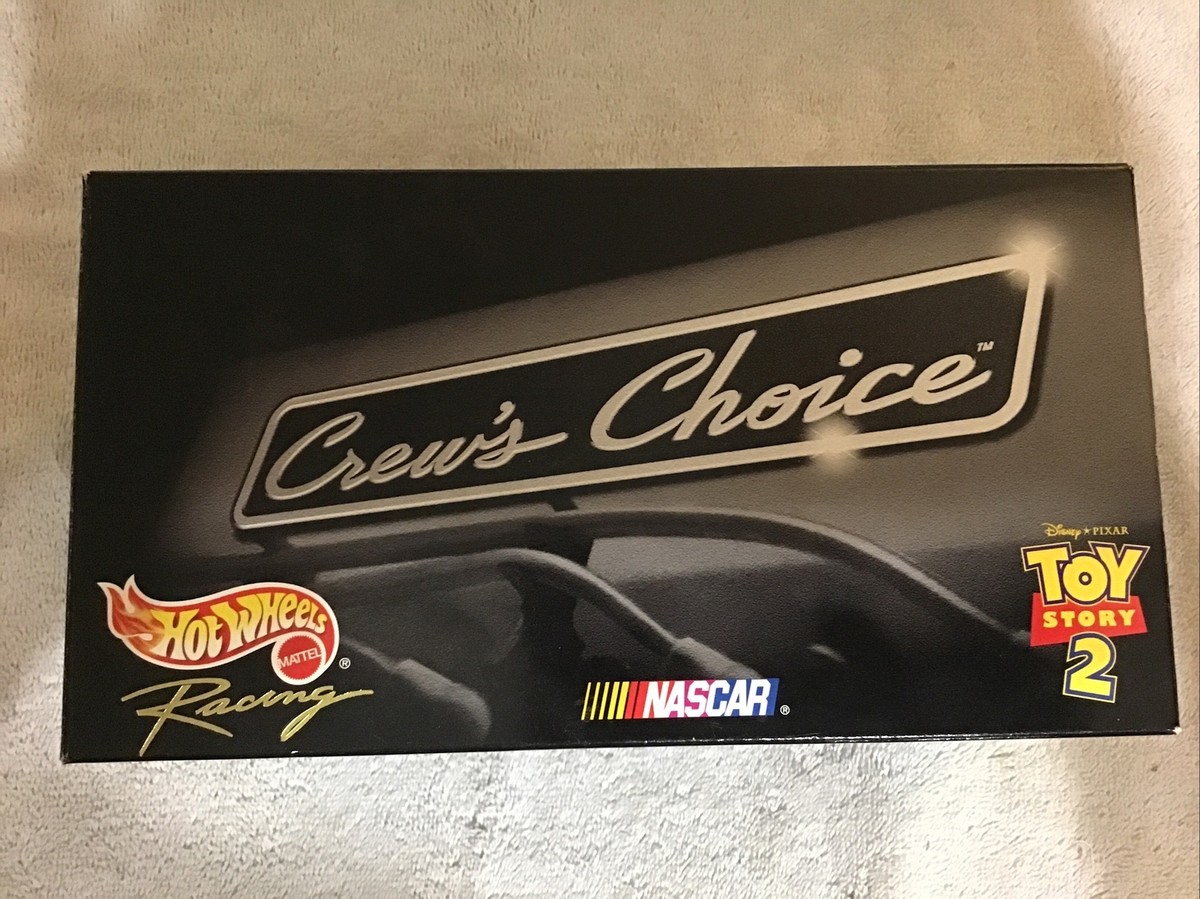 Crew's Choice™
Disney ★ PIXAR
TOY
STORY
2
HOT WHEELS
MATTEL
®
Racing
NASCAR®